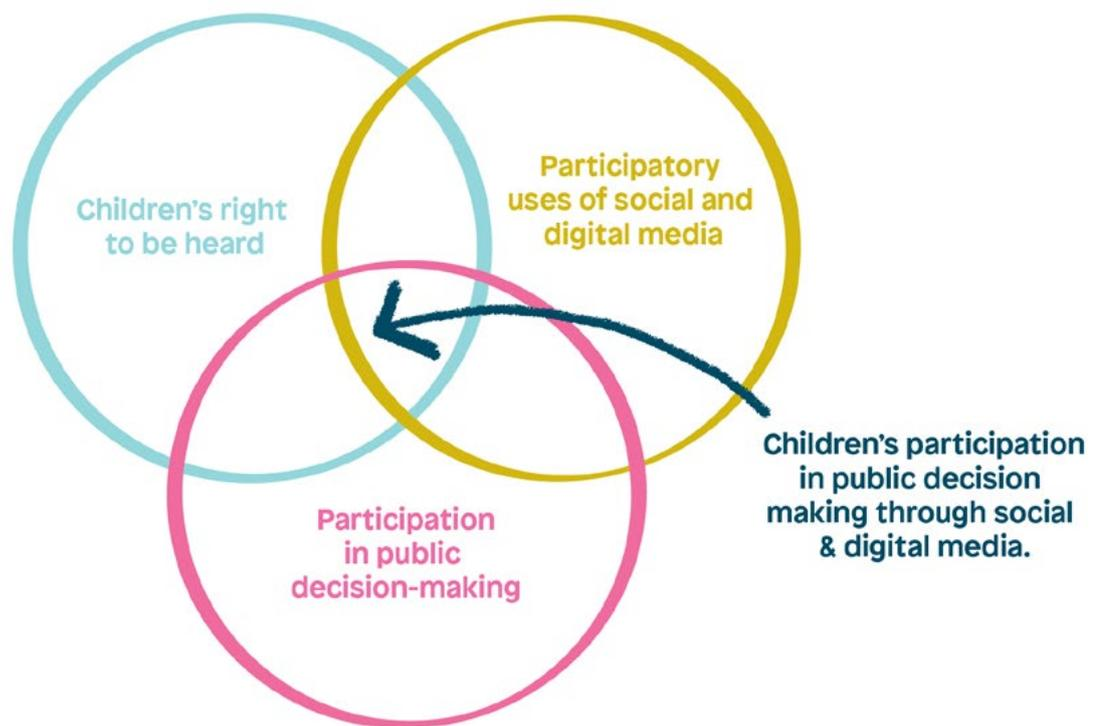 Children’s right
to be heard
Participatory
uses of social and
digital media
Children’s participation
in public decision
making through social
& digital media.
Participation
in public
decision-making